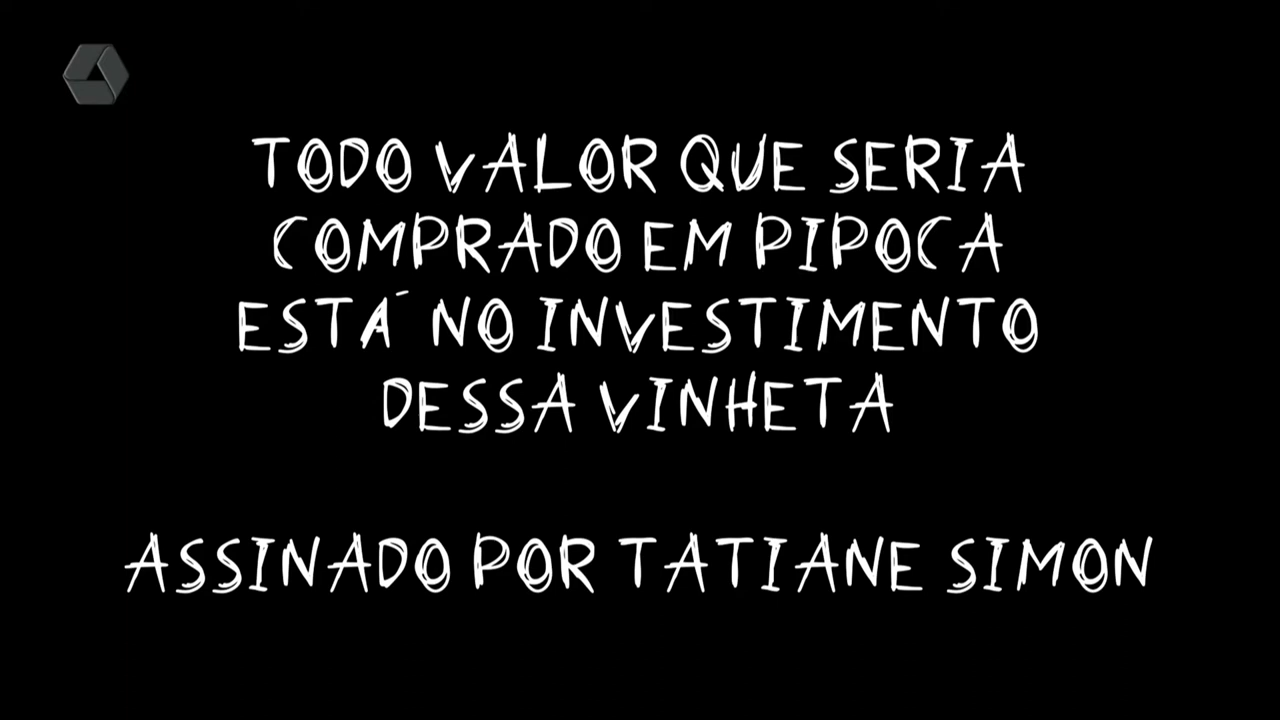 TODO VALOR QUE SERIA
COMPRADO EM PIPOCA
ESTÁ NO INVESTIMENTO
DESSA VINHETA
ASSINADO POR TATIANE SIMON